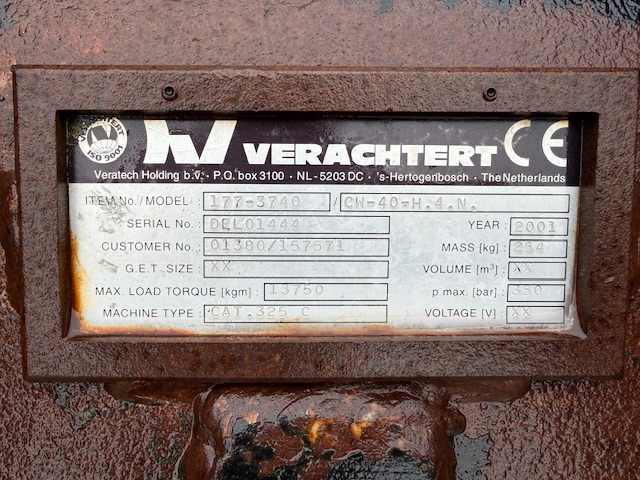 VERACHTERT
ISO 9001
VERACHTERT CE
Veratech Holding b.v. · P.O. box 3100 · NL-5203 DC · 's-Hertogenbosch · The Netherlands
ITEM No. / MODEL : 177-3740 / CW-40-H.4.N.
SERIAL No. : DEL01444 YEAR : 2001
CUSTOMER No. : 01380/157571 MASS [kg] : 234
G.E.T. SIZE : XX VOLUME [m³] : XX
MAX. LOAD TORQUE [kgm] : 13750 p max. [bar] : 350
MACHINE TYPE : CAT.325 C VOLTAGE [V] : XX